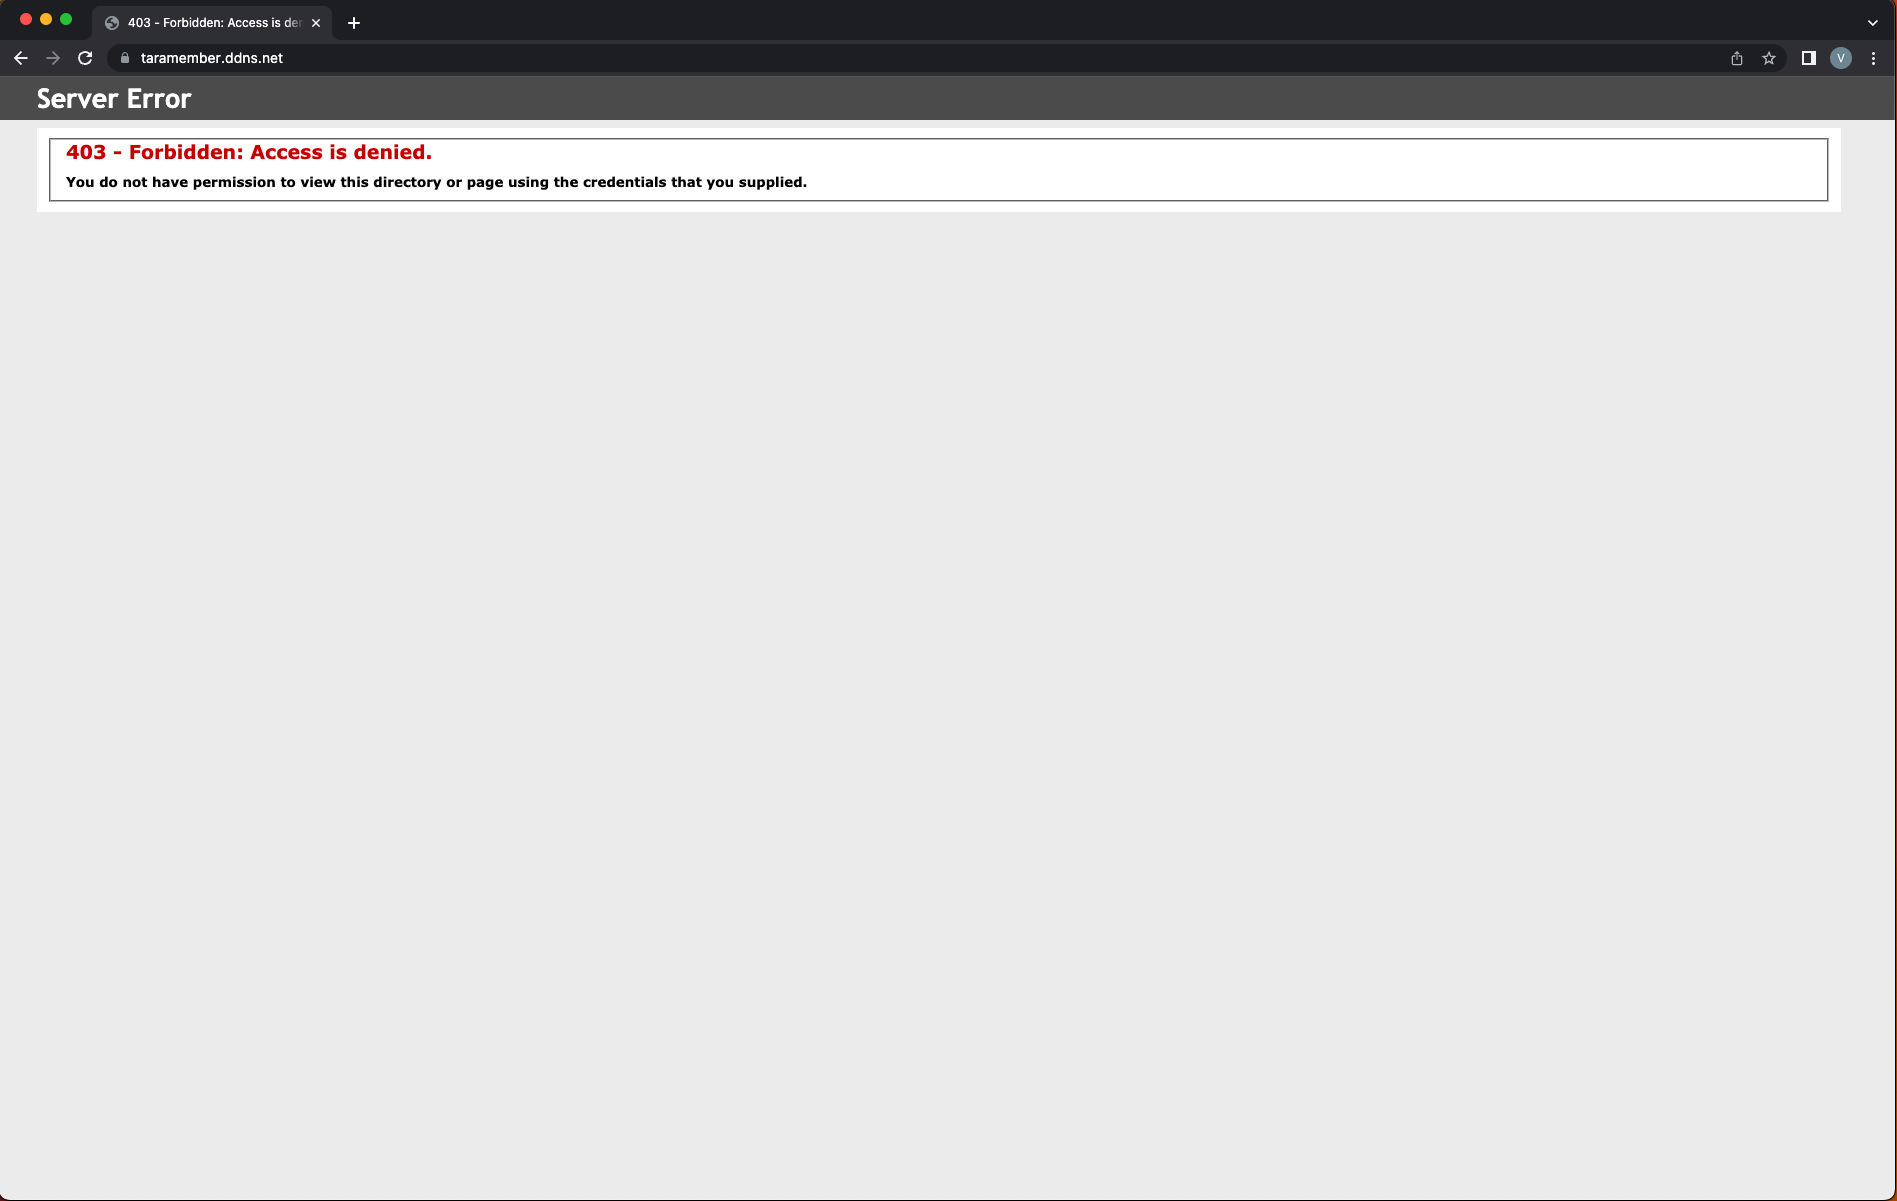 403 - Forbidden: Access is der
taramember.ddns.net
V
Server Error
403 - Forbidden: Access is denied.
You do not have permission to view this directory or page using the credentials that you supplied.